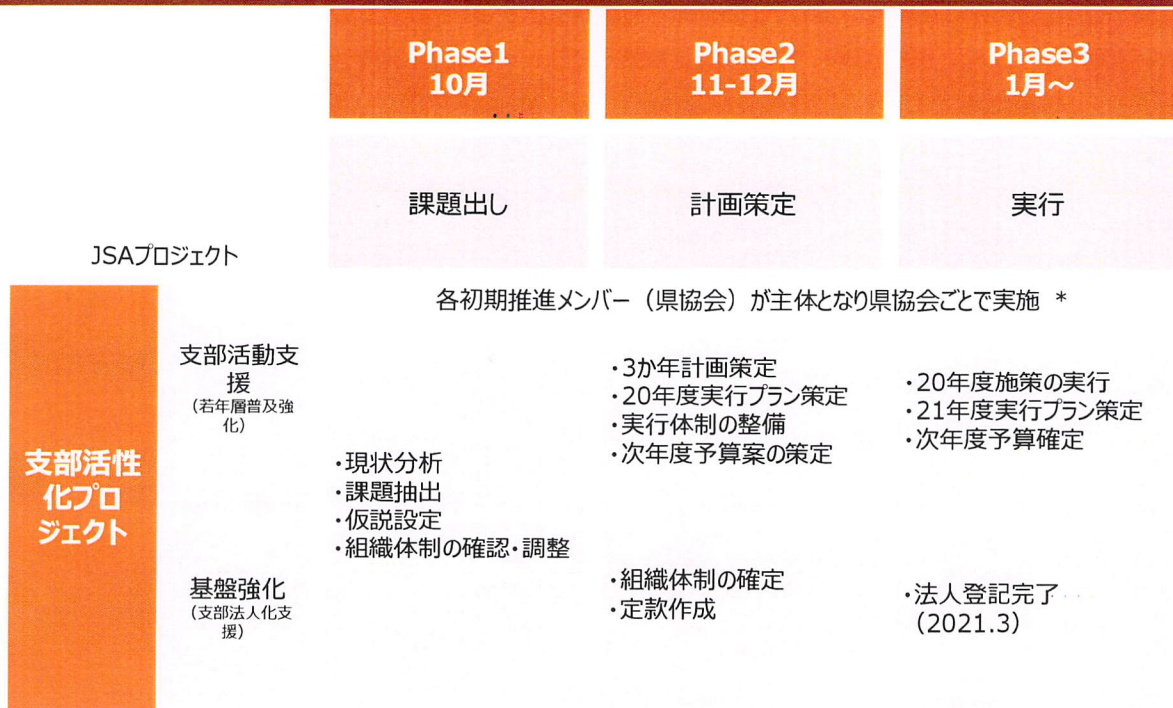 Phase1
10月
Phase2
11-12月
Phase3
1月～
課題出し
計画策定
実行
JSAプロジェクト
各初期推進メンバー（県協会）が主体となり県協会ごとで実施 *
支部活性
化プロ
ジェクト
支部活動支
援
（若年層普及強
化）
・現状分析
・課題抽出
・仮説設定
・組織体制の確認・調整
・3か年計画策定
・20年度実行プラン策定
・実行体制の整備
・次年度予算案の策定
・20年度施策の実行
・21年度実行プラン策定
・次年度予算確定
基盤強化
（支部法人化支
援）
・組織体制の確定
・定款作成
・法人登記完了
（2021.3）